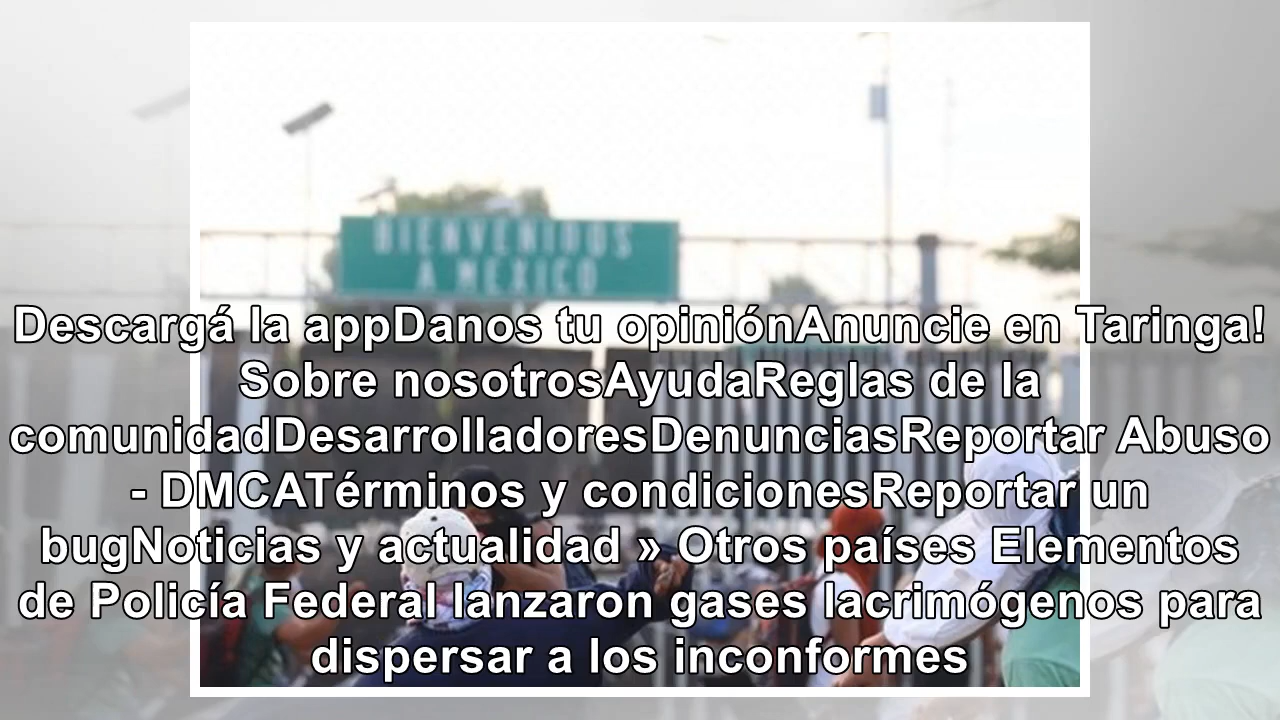 BIENVENIDOS
A MEXICO
Descargá la appDanos tu opiniónAnuncie en Taringa!
Sobre nosotrosAyudaReglas de la
comunidadDesarrolladoresDenunciasReportar Abuso
- DMCATérminos y condicionesReportar un
bugNoticias y actualidad » Otros países Elementos
de Policía Federal lanzaron gases lacrimógenos para
dispersar a los inconformes